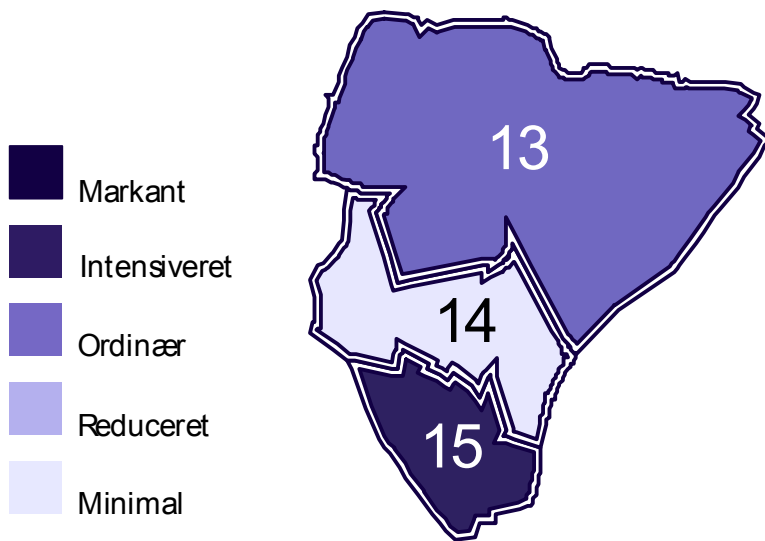 13
Markant
Intensiveret
14
Ordinær
Reduceret
15
Minimal